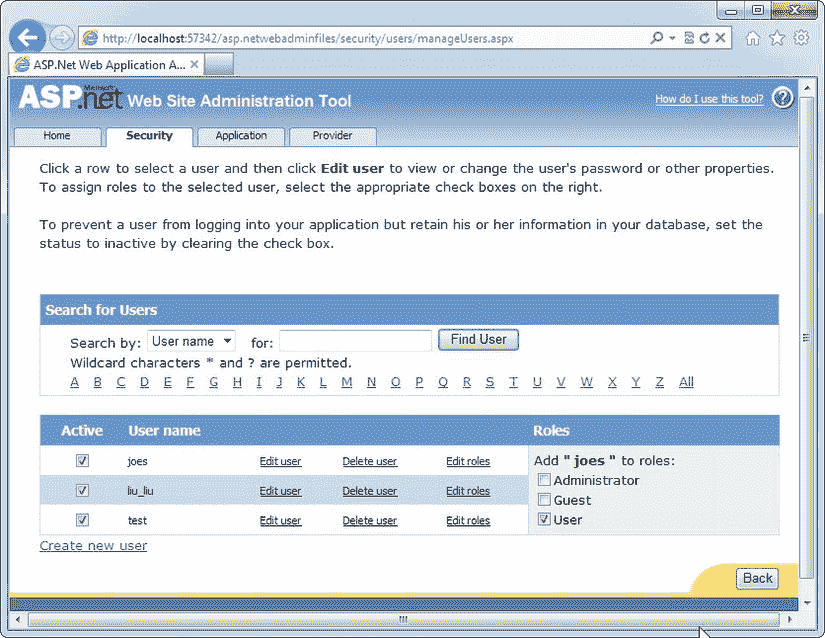 http://localhost:57342/asp.netwebadminfiles/security/users/manageUsers.aspx
ASP.Net Web Application A...
Microsoft
ASP.net Web Site Administration Tool
How do I use this tool? ?
Home Security Application Provider
Click a row to select a user and then click Edit user to view or change the user's password or other properties.
To assign roles to the selected user, select the appropriate check boxes on the right.
To prevent a user from logging into your application but retain his or her information in your database, set the
status to inactive by clearing the check box.
Search for Users
Search by: User name for: Find User
Wildcard characters * and ? are permitted.
A B C D E F G H I J K L M N O P Q R S T U V W X Y Z All
Active User name Roles
joes Edit user Delete user Edit roles
liu_liu Edit user Delete user Edit roles
test Edit user Delete user Edit roles
Add " joes " to roles:
Administrator
Guest
User
Create new user
Back